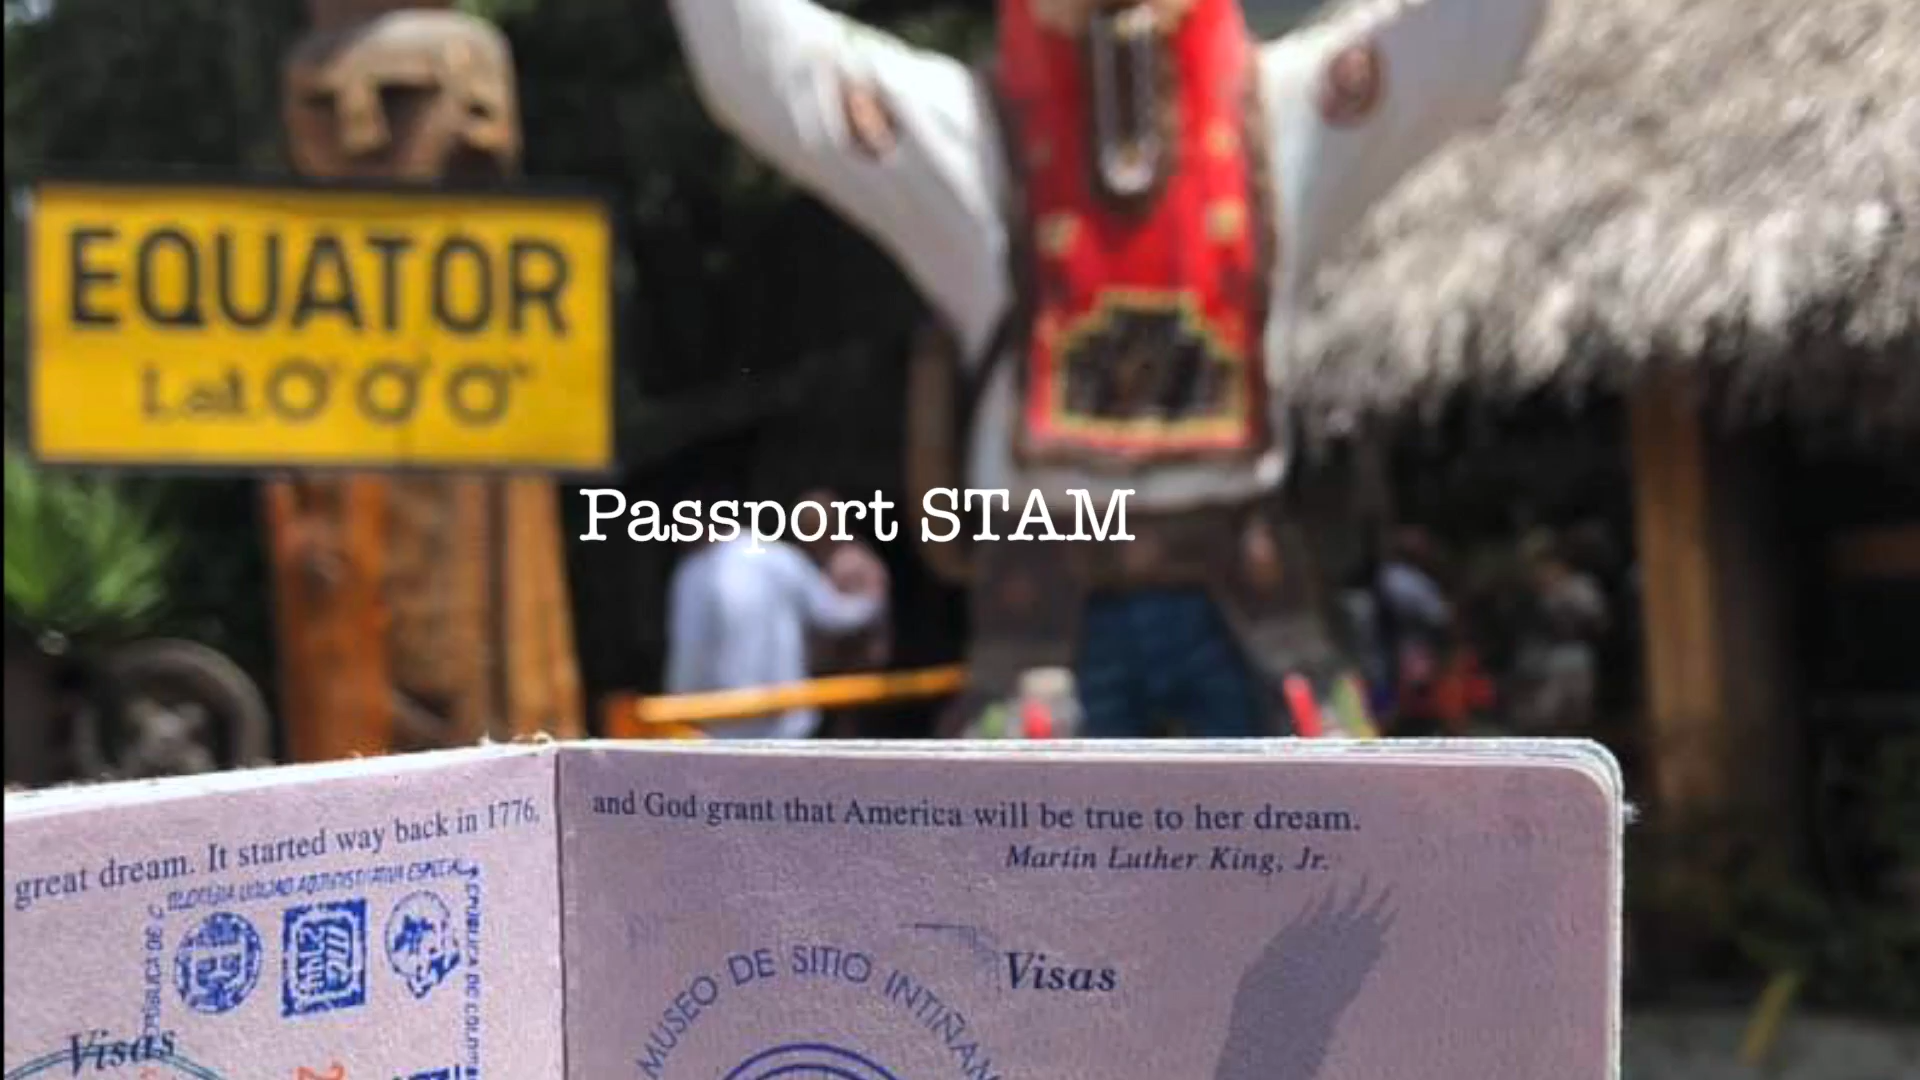 EQUATOR
Lat. 0° 0' 0"
Passport STAM
great dream. It started way back in 1776,
and God grant that America will be true to her dream.
Martin Luther King, Jr.
Visas
MUSEO DE SITIO INTIÑAN
Visas